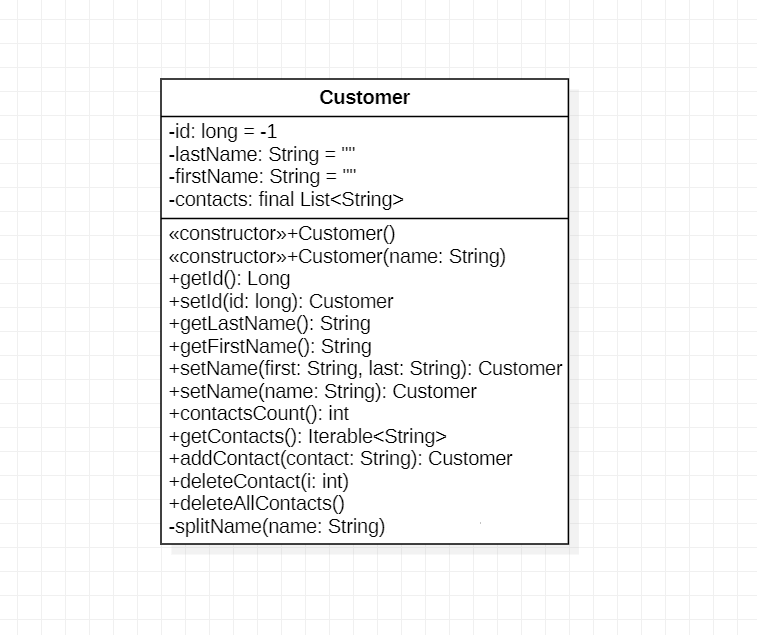 Customer
-id: long = -1
-lastName: String = ""
-firstName: String = ""
-contacts: final List<String>
«constructor»+Customer()
«constructor»+Customer(name: String)
+getId(): Long
+setId(id: long): Customer
+getLastName(): String
+getFirstName(): String
+setName(first: String, last: String): Customer
+setName(name: String): Customer
+contactsCount(): int
+getContacts(): Iterable<String>
+addContact(contact: String): Customer
+deleteContact(i: int)
+deleteAllContacts()
-splitName(name: String)